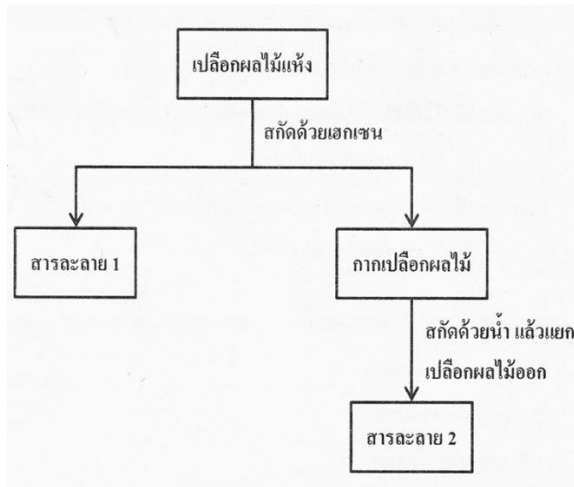 เปลือกผลไม้แห้ง
สกัดด้วยเฮกเซน
สารละลาย 1
กากเปลือกผลไม้
สกัดด้วยน้ำ แล้วแยก
เปลือกผลไม้ออก
สารละลาย 2